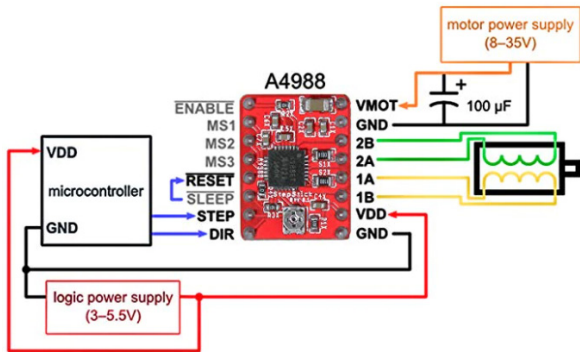 motor power supply
(8–35V)
A4988
ENABLE
MS1
MS2
MS3
RESET
SLEEP
STEP
DIR
VMOT
GND
2B
2A
1A
1B
VDD
GND
+
100 µF
VDD
microcontroller
GND
logic power supply
(3–5.5V)